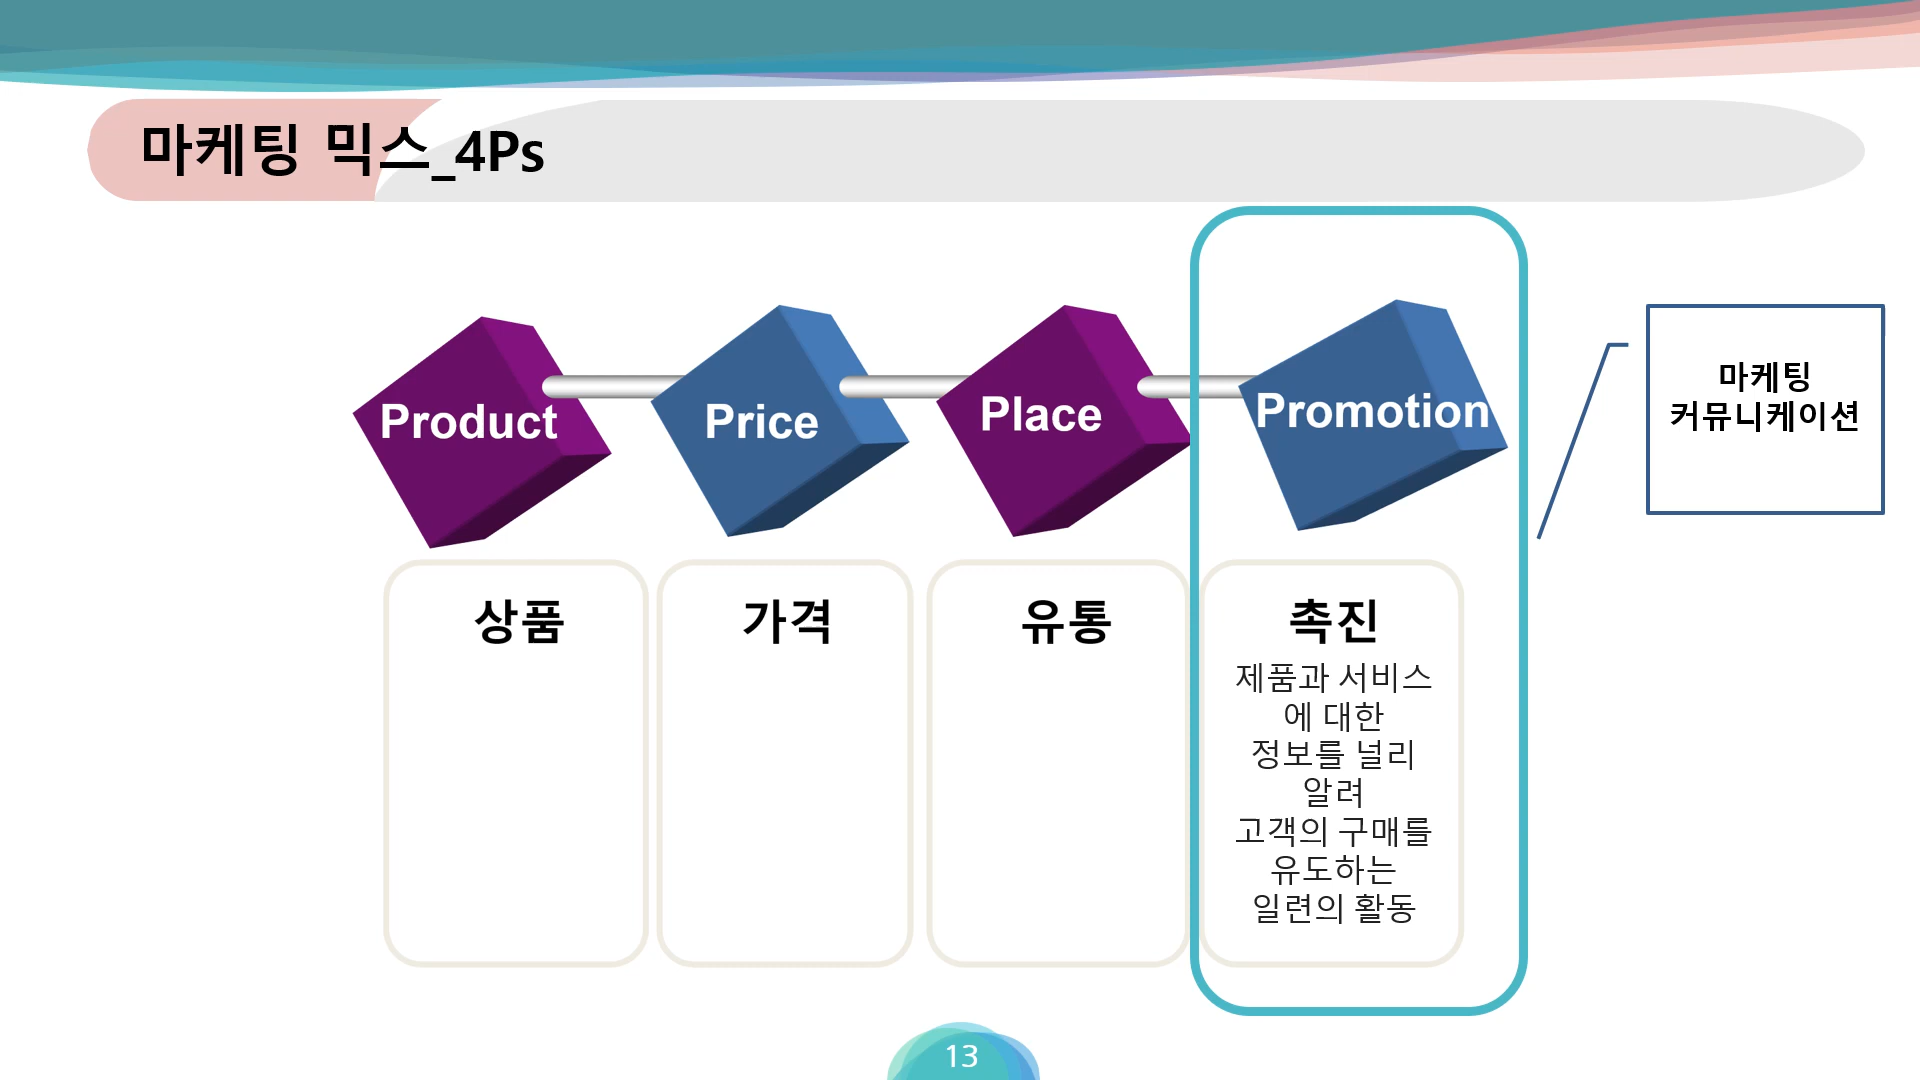 마케팅 믹스_4Ps
Product
Price
Place
Promotion
마케팅
커뮤니케이션
상품
가격
유통
촉진
제품과 서비스
에 대한
정보를 널리
알려
고객의 구매를
유도하는
일련의 활동
13